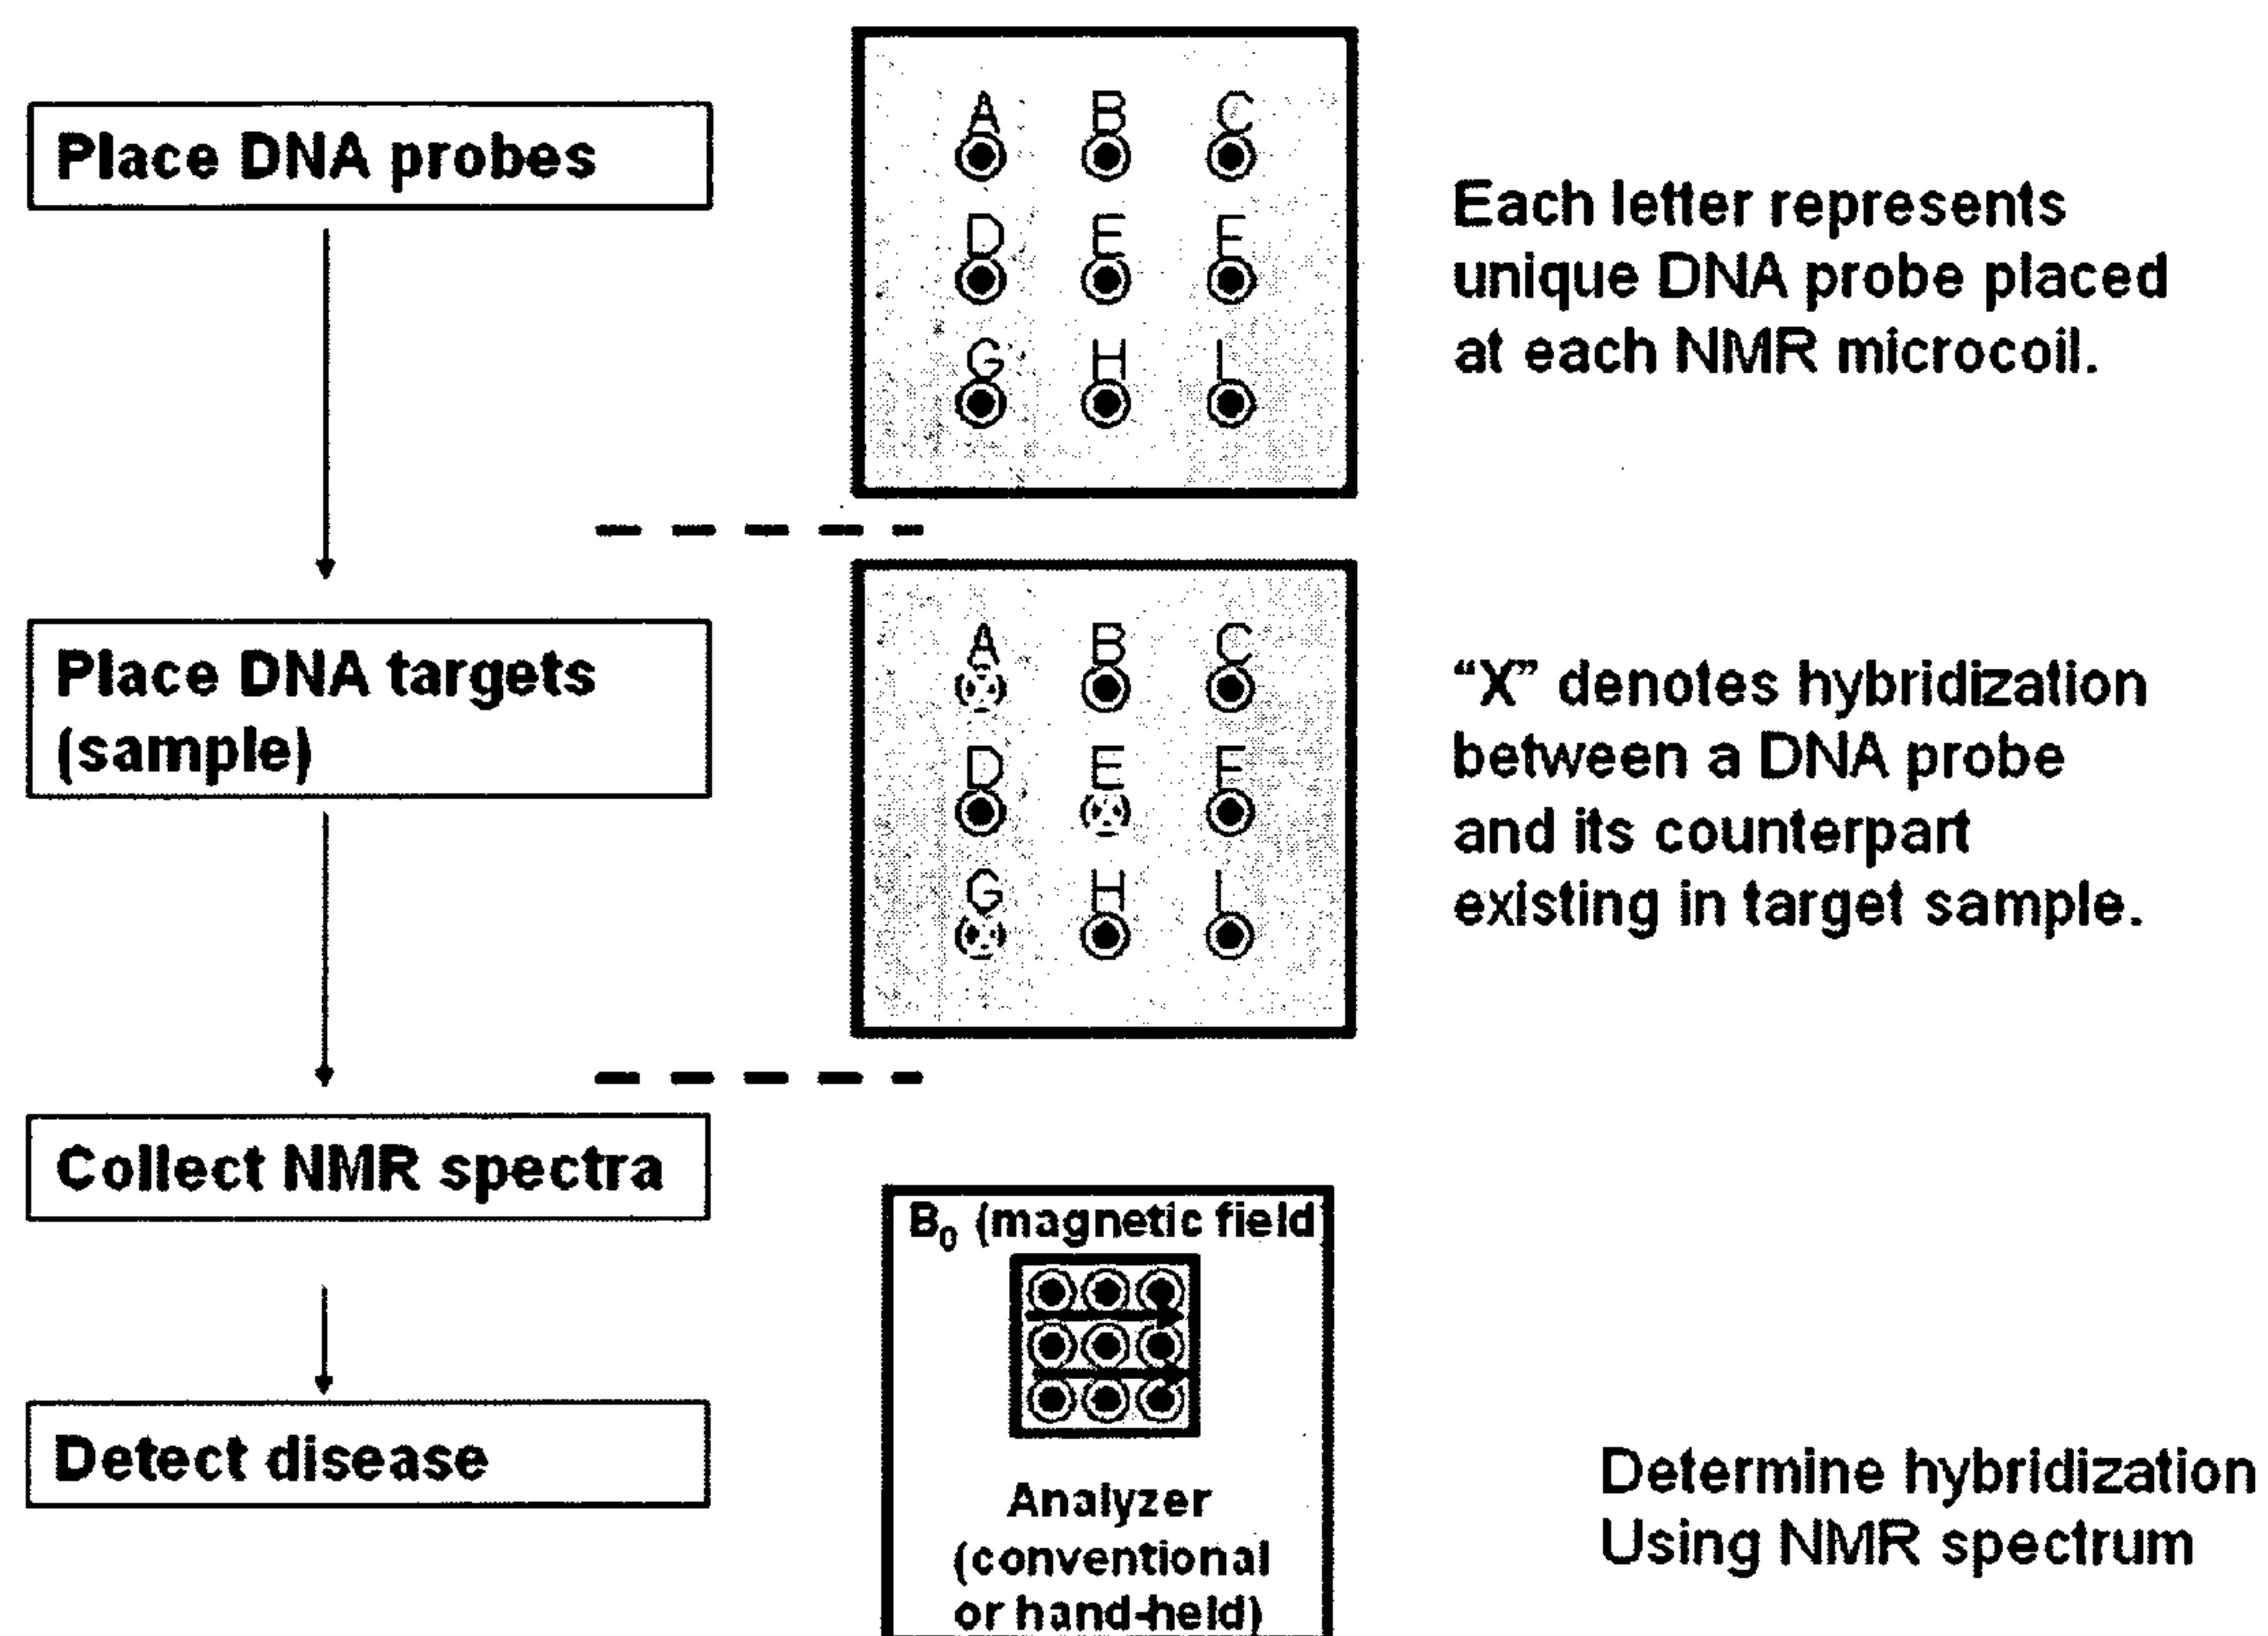 Place DNA probes
A B C
D E F
G H I
Each letter represents
unique DNA probe placed
at each NMR microcoil.
Place DNA targets
(sample)
A B C
D E F
G H I
“X” denotes hybridization
between a DNA probe
and its counterpart
existing in target sample.
Collect NMR spectra
B0 (magnetic field
Analyzer
(conventional
or hand-held)
Detect disease
Determine hybridization
Using NMR spectrum